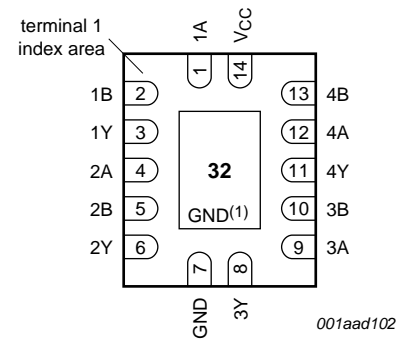 terminal 1
index area
1A
VCC
1
14
1B 2
13 4B
1Y 3
12 4A
2A 4
32
11 4Y
2B 5
GND(1)
10 3B
2Y 6
9 3A
7
8
GND
3Y
001aad102